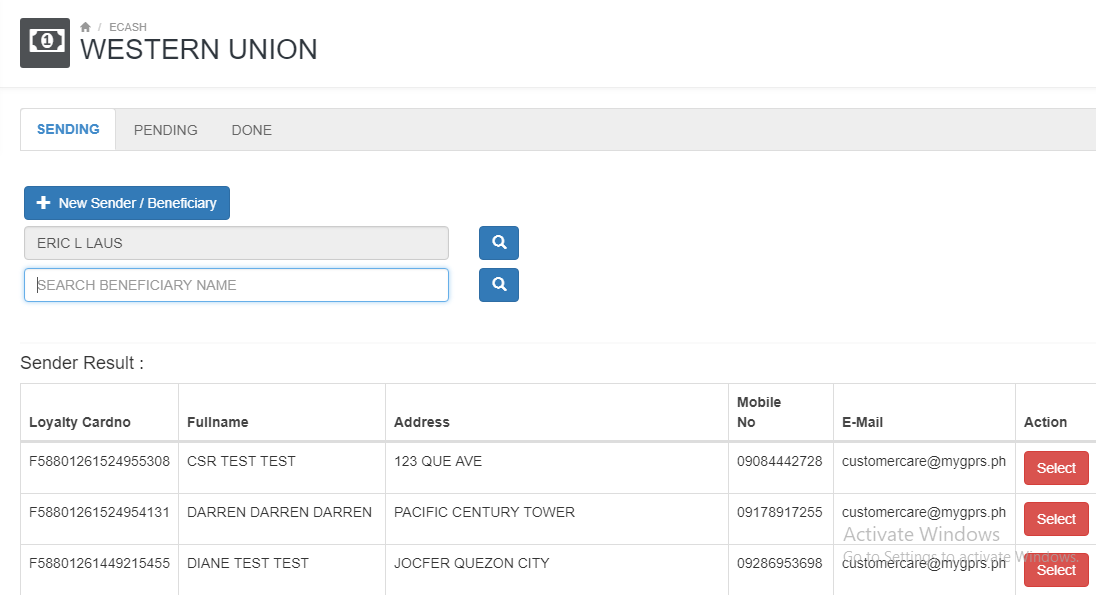 / ECASH
WESTERN UNION
SENDING PENDING DONE
New Sender / Beneficiary
ERIC L LAUS
SEARCH BENEFICIARY NAME
Sender Result :
Loyalty Cardno Fullname Address Mobile No E-Mail Action
F58801261524955308 CSR TEST TEST 123 QUE AVE 09084442728 customercare@mygprs.ph Select
F58801261524954131 DARREN DARREN DARREN PACIFIC CENTURY TOWER 09178917255 customercare@mygprs.ph Select
Activate Windows
Go to Settings to activate Windows.
F58801261449215455 DIANE TEST TEST JOCFER QUEZON CITY 09286953698 customercare@mygprs.ph Select